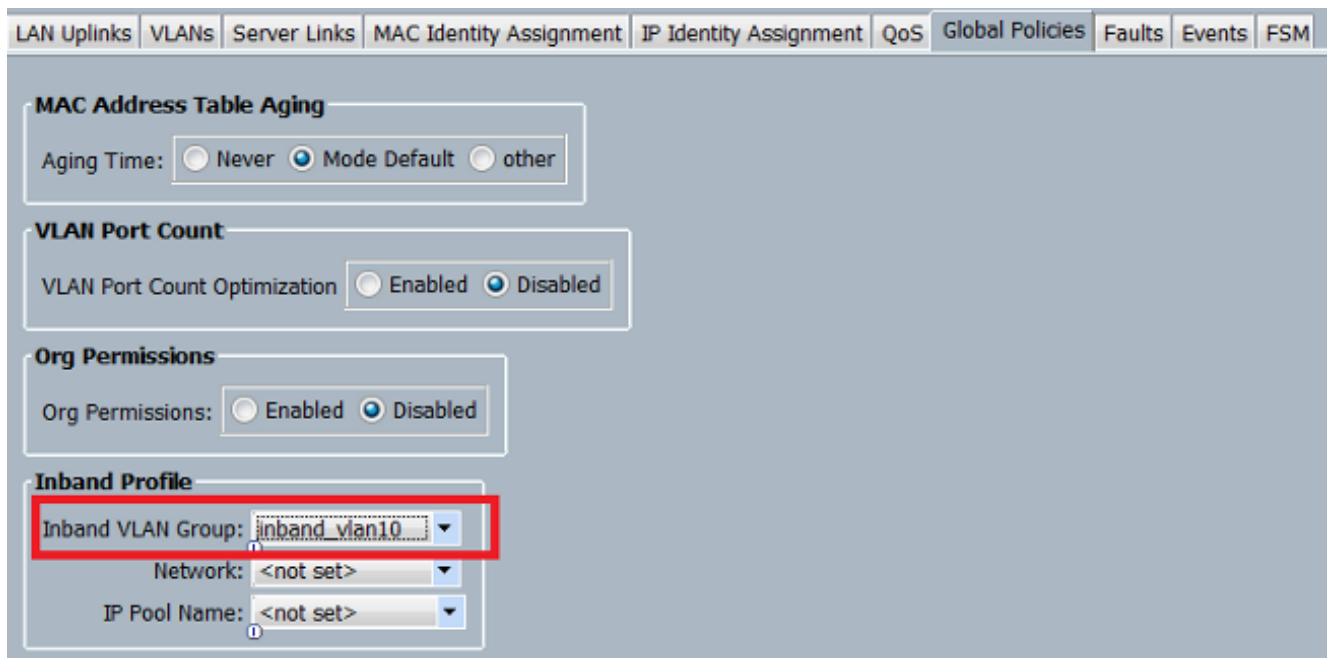 LAN Uplinks VLANs Server Links MAC Identity Assignment IP Identity Assignment QoS Global Policies Faults Events FSM
MAC Address Table Aging
Aging Time: Never Mode Default other
VLAN Port Count
VLAN Port Count Optimization Enabled Disabled
Org Permissions
Org Permissions: Enabled Disabled
Inband Profile
Inband VLAN Group: inband_vlan10
Network: <not set>
IP Pool Name: <not set>